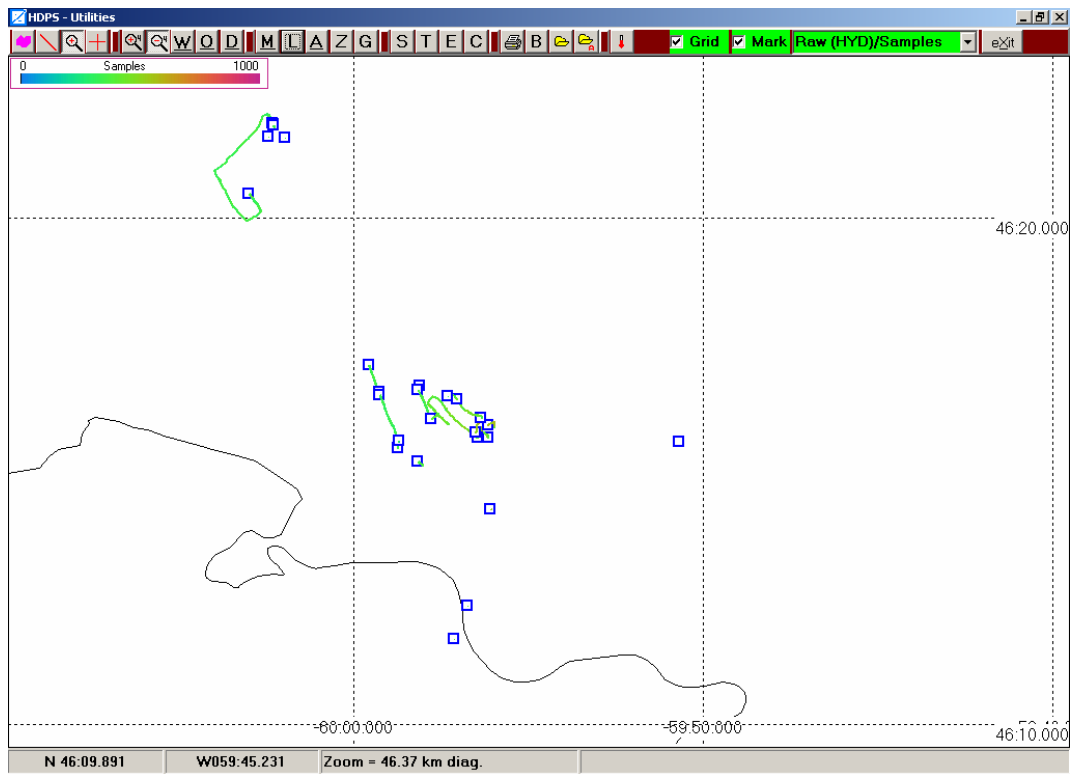 HDPS - Utilities
W O D M L A Z G S T E C B Grid Mark Raw (HYD)/Samples eXit
0 Samples 1000
46:20.000
-60:00.000 -59:50.000
46:10.000
N 46:09.891 W059:45.231 Zoom = 46.37 km diag.